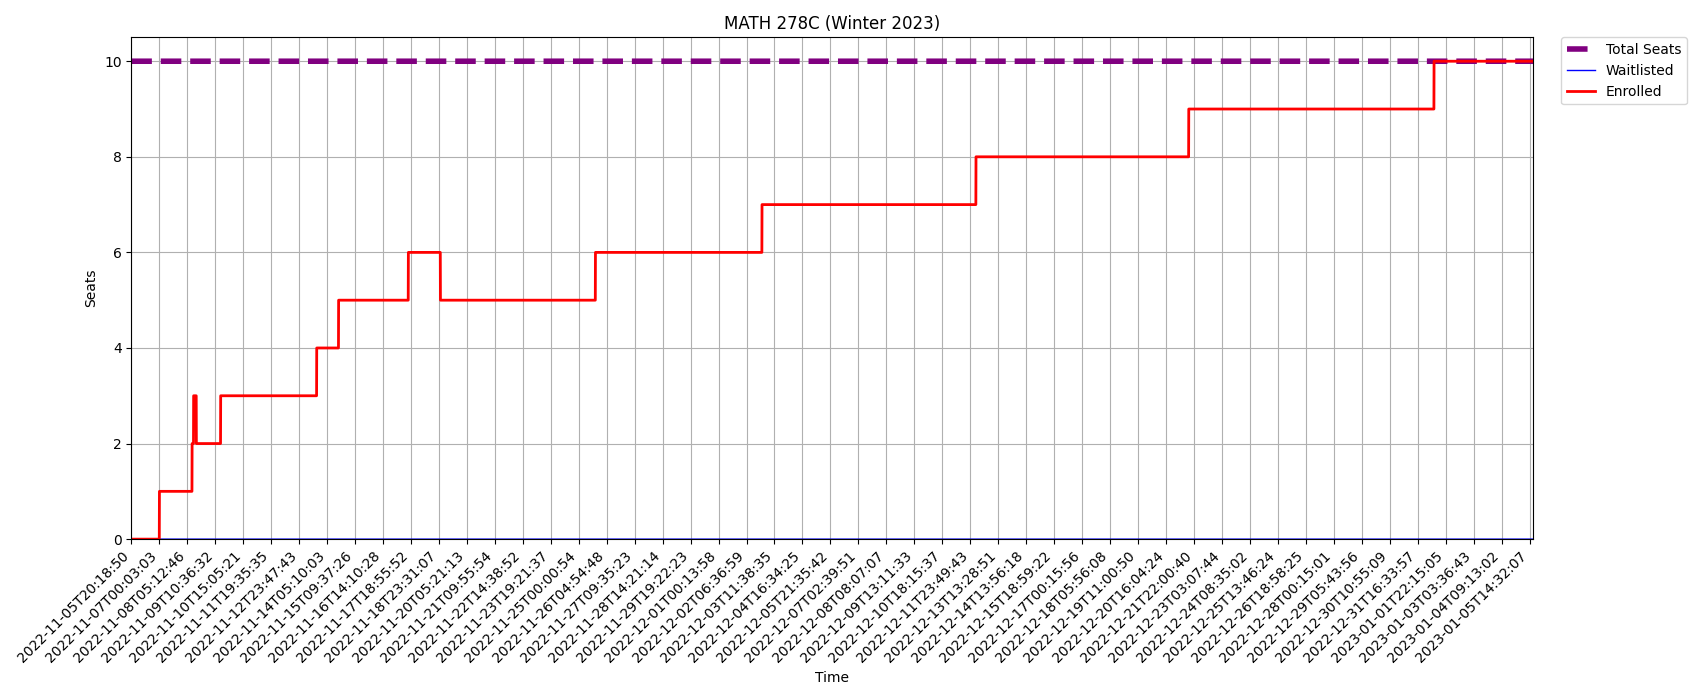 MATH 278C (Winter 2023)
Total Seats
Waitlisted
Enrolled
Seats
10
8
6
4
2
0
2022-11-05T20:18:50
2022-11-07T00:03:03
2022-11-08T05:12:46
2022-11-09T10:36:32
2022-11-10T15:05:21
2022-11-11T19:35:35
2022-11-12T23:47:43
2022-11-14T05:10:03
2022-11-15T09:37:26
2022-11-16T14:10:28
2022-11-17T18:55:52
2022-11-18T23:31:07
2022-11-20T05:21:13
2022-11-21T09:55:54
2022-11-22T14:38:52
2022-11-23T19:21:37
2022-11-25T00:00:54
2022-11-26T04:54:48
2022-11-27T09:35:23
2022-11-28T14:21:14
2022-11-29T19:22:23
2022-12-01T00:13:58
2022-12-02T06:36:59
2022-12-03T11:38:35
2022-12-04T16:34:25
2022-12-05T21:35:42
2022-12-07T02:39:51
2022-12-08T08:07:07
2022-12-09T13:11:33
2022-12-10T18:15:37
2022-12-11T23:49:43
2022-12-13T13:28:51
2022-12-14T13:56:18
2022-12-15T18:59:22
2022-12-17T00:15:56
2022-12-18T05:56:08
2022-12-19T11:00:50
2022-12-20T16:04:24
2022-12-21T22:00:40
2022-12-23T03:07:44
2022-12-24T08:35:02
2022-12-25T13:46:24
2022-12-26T18:58:25
2022-12-28T00:15:01
2022-12-29T05:43:56
2022-12-30T10:55:09
2022-12-31T16:33:57
2023-01-01T22:15:05
2023-01-03T03:36:43
2023-01-04T09:13:02
2023-01-05T14:32:07
Time